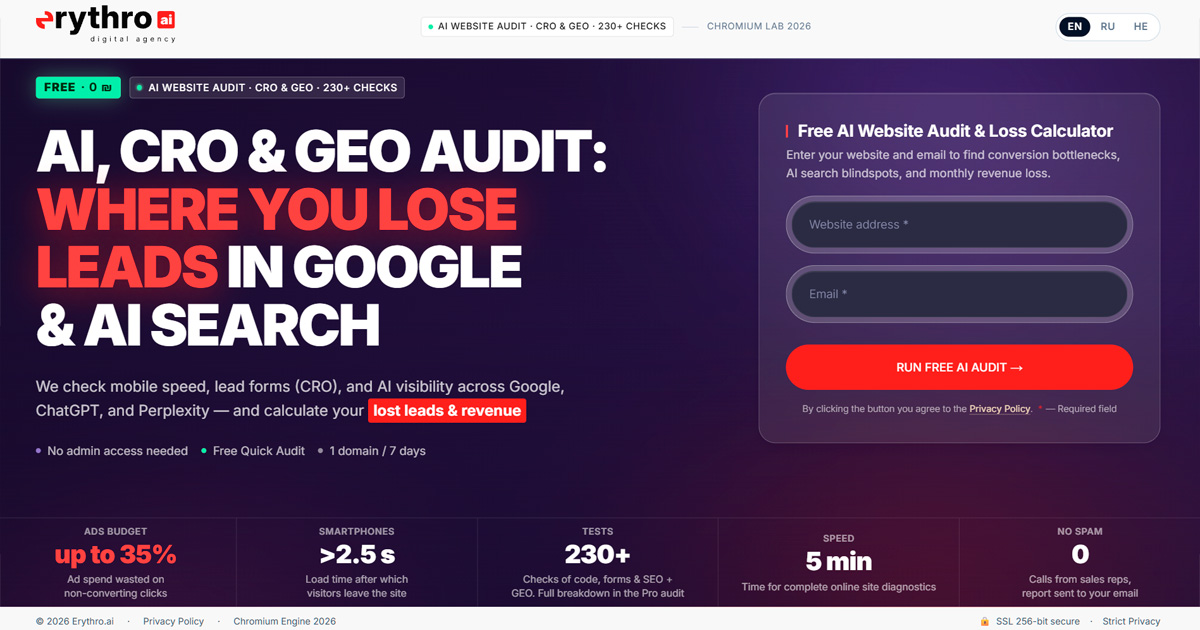 erythro ai
digital agency
AI WEBSITE AUDIT · CRO & GEO · 230+ CHECKS
CHROMIUM LAB 2026
EN RU HE
FREE · 0 ₪
AI WEBSITE AUDIT · CRO & GEO · 230+ CHECKS
AI, CRO & GEO AUDIT:
WHERE YOU LOSE
LEADS IN GOOGLE
& AI SEARCH
We check mobile speed, lead forms (CRO), and AI visibility across Google,
ChatGPT, and Perplexity — and calculate your lost leads & revenue
No admin access needed
Free Quick Audit
1 domain / 7 days
Free AI Website Audit & Loss Calculator
Enter your website and email to find conversion bottlenecks,
AI search blindspots, and monthly revenue loss.
Website address *
Email *
RUN FREE AI AUDIT →
By clicking the button you agree to the Privacy Policy. * — Required field
ADS BUDGET
up to 35%
Ad spend wasted on
non-converting clicks
SMARTPHONES
>2.5 s
Load time after which
visitors leave the site
TESTS
230+
Checks of code, forms & SEO +
GEO. Full breakdown in the Pro audit
SPEED
5 min
Time for complete online site diagnostics
NO SPAM
0
Calls from sales reps,
report sent to your email
© 2026 Erythro.ai · Privacy Policy · Chromium Engine 2026
SSL 256-bit secure · Strict Privacy